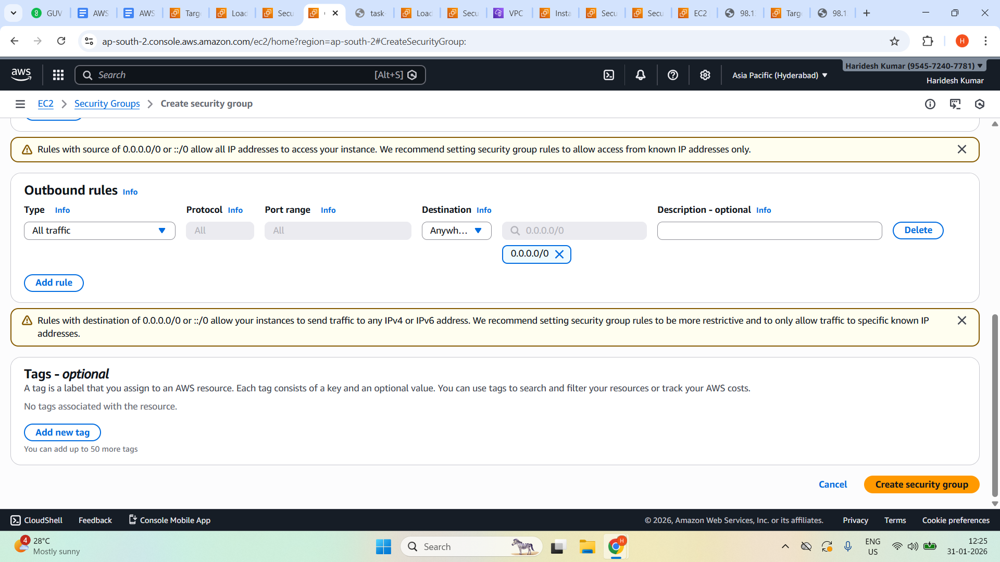 GUV
AWS
AWS
Targe
Load
Secu
task-
Load
Secu
VPC
Insta
Secu
Secu
EC2
98.1
Targe
98.1
ap-south-2.console.aws.amazon.com/ec2/home?region=ap-south-2#CreateSecurityGroup:
H
aws
Search
[Alt+S]
Asia Pacific (Hyderabad)
Haridesh Kumar (9545-7240-7781)
Haridesh Kumar
EC2
Security Groups
Create security group
Rules with source of 0.0.0.0/0 or ::/0 allow all IP addresses to access your instance. We recommend setting security group rules to allow access from known IP addresses only.
Outbound rules Info
Type Info
Protocol Info
Port range Info
Destination Info
Description - optional Info
All traffic
All
All
Anywh...
0.0.0.0/0
Delete
0.0.0.0/0
Add rule
Rules with destination of 0.0.0.0/0 or ::/0 allow your instances to send traffic to any IPv4 or IPv6 address. We recommend setting security group rules to be more restrictive and to only allow traffic to specific known IP
addresses.
Tags - optional
A tag is a label that you assign to an AWS resource. Each tag consists of a key and an optional value. You can use tags to search and filter your resources or track your AWS costs.
No tags associated with the resource.
Add new tag
You can add up to 50 more tags
Cancel
Create security group
CloudShell
Feedback
Console Mobile App
© 2026, Amazon Web Services, Inc. or its affiliates.
Privacy
Terms
Cookie preferences
4
28°C
Mostly sunny
Search
H
ENG
US
12:25
31-01-2026